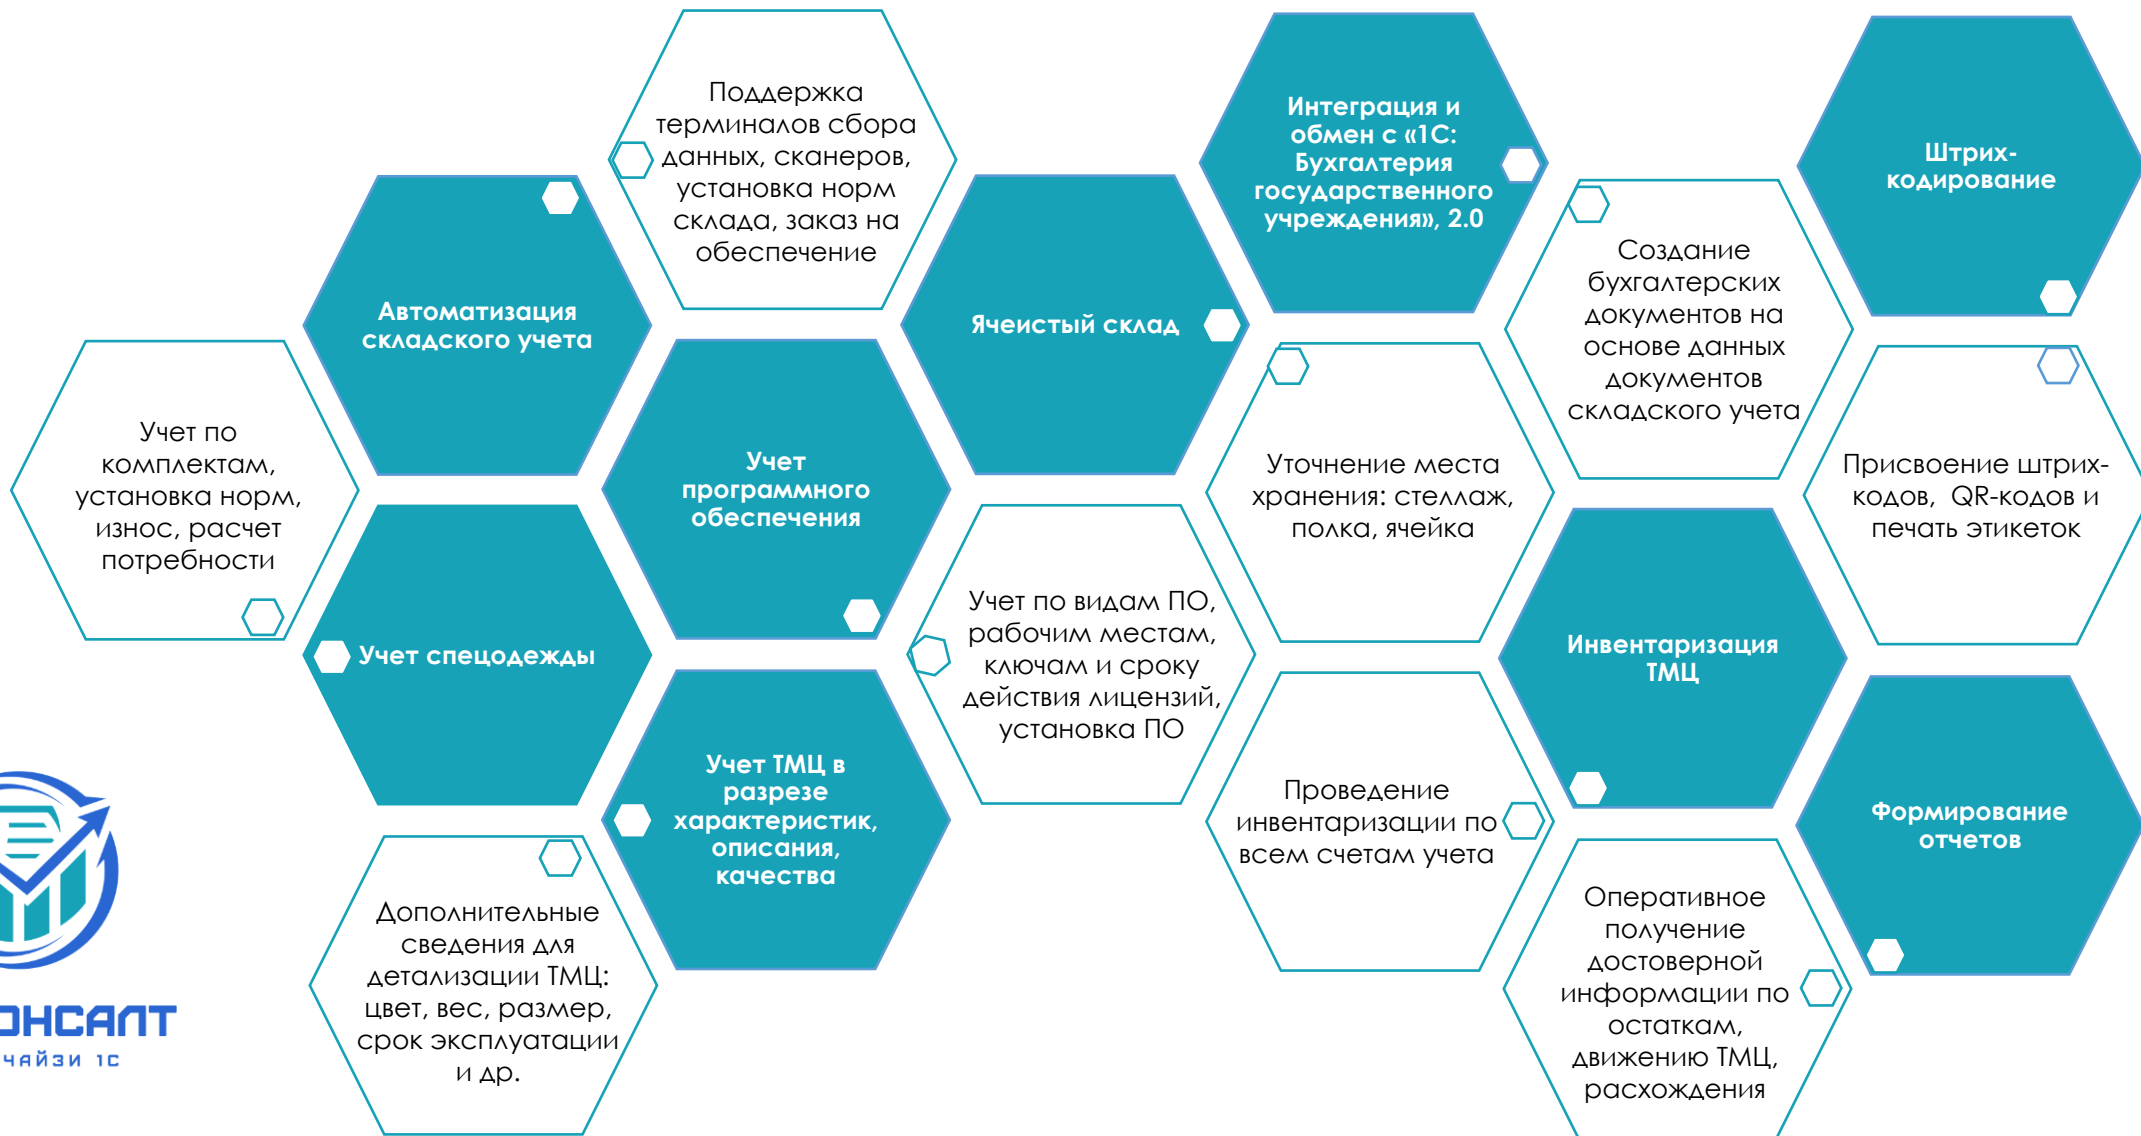 Поддержка
терминалов сбора
данных, сканеров,
установка норм
склада, заказ на
обеспечение
Автоматизация
складского учета
Учет по
комплектам,
установка норм,
износ, расчет
потребности
Учет спецодежды
Учет
программного
обеспечения
Учет по видам ПО,
рабочим местам,
ключам и сроку
действия лицензий,
установка ПО
Учет ТМЦ в
разрезе
характеристик,
описания,
качества
Дополнительные
сведения для
детализации ТМЦ:
цвет, вес, размер,
срок эксплуатации
и др.
Ячеистый склад
Уточнение места
хранения: стеллаж,
полка, ячейка
Интеграция и
обмен с «1С:
Бухгалтерия
государственного
учреждения», 2.0
Создание
бухгалтерских
документов на
основе данных
документов
складского учета
Штрих-
кодирование
Присвоение штрих-
кодов, QR-кодов и
печать этикеток
Инвентаризация
ТМЦ
Проведение
инвентаризации по
всем счетам учета
Формирование
отчетов
Оперативное
получение
достоверной
информации по
остаткам,
движению ТМЦ,
расхождения
ОНСАЛТ
ЧАЙЗИ 1С